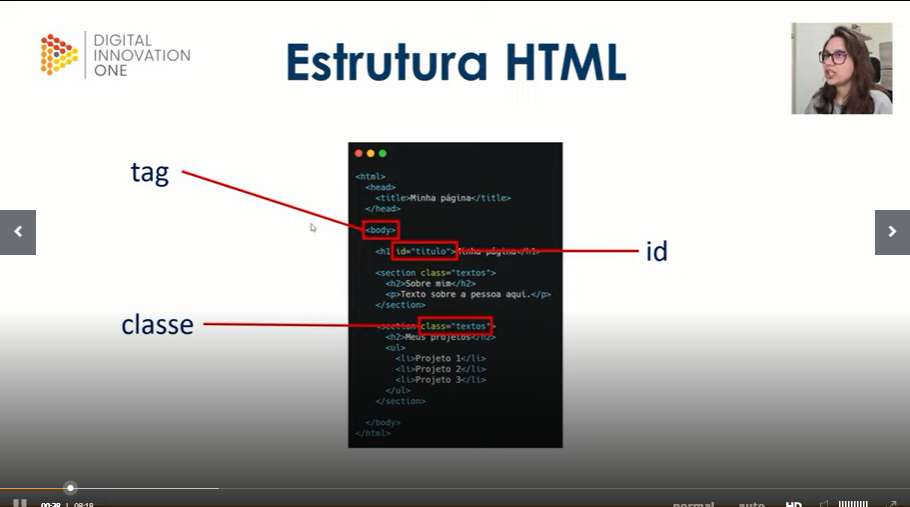 DIGITAL
INNOVATION
ONE
Estrutura HTML
tag
id
classe
<html>
<head>
<title>Minha página</title>
</head>
<body>
<h1 id="titulo">Minha página</h1>
<section class="textos">
<h2>Sobre mim</h2>
<p>Texto sobre a pessoa aqui.</p>
</section>
<section class="textos">
<h2>Meus projetos</h2>
<ul>
<li>Projeto 1</li>
<li>Projeto 2</li>
<li>Projeto 3</li>
</ul>
</section>
</body>
</html>
00:38 | 08:18
normal auto HD